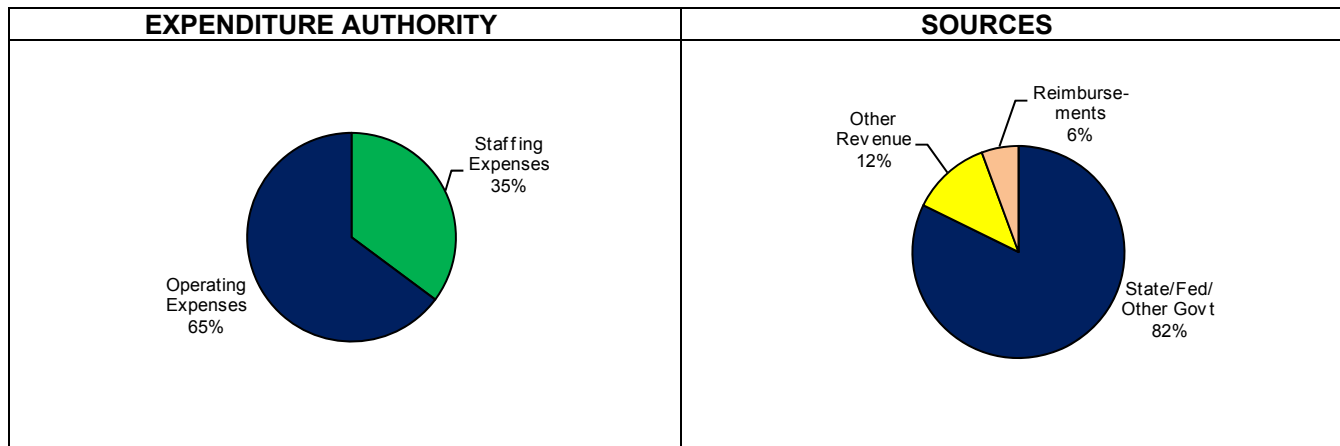 EXPENDITURE AUTHORITY
Staffing
Expenses
35%
Operating
Expenses
65%
SOURCES
Reimburse-
ments
6%
Other
Revenue
12%
State/Fed/
Other Govt
82%